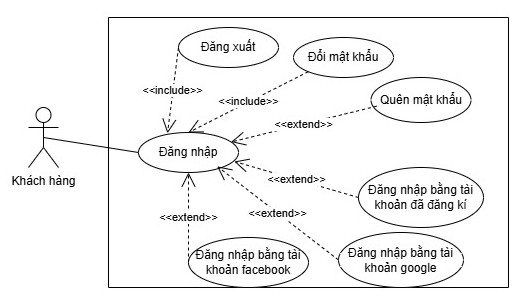 Đăng xuất
Đổi mật khẩu
<<include>>
<<include>>
Quên mật khẩu
<<extend>>
Đăng nhập
Khách hàng
<<extend>>
Đăng nhập bằng tài
khoản đã đăng kí
<<extend>>
<<extend>>
Đăng nhập bằng tài
khoản facebook
Đăng nhập bằng tài
khoản google